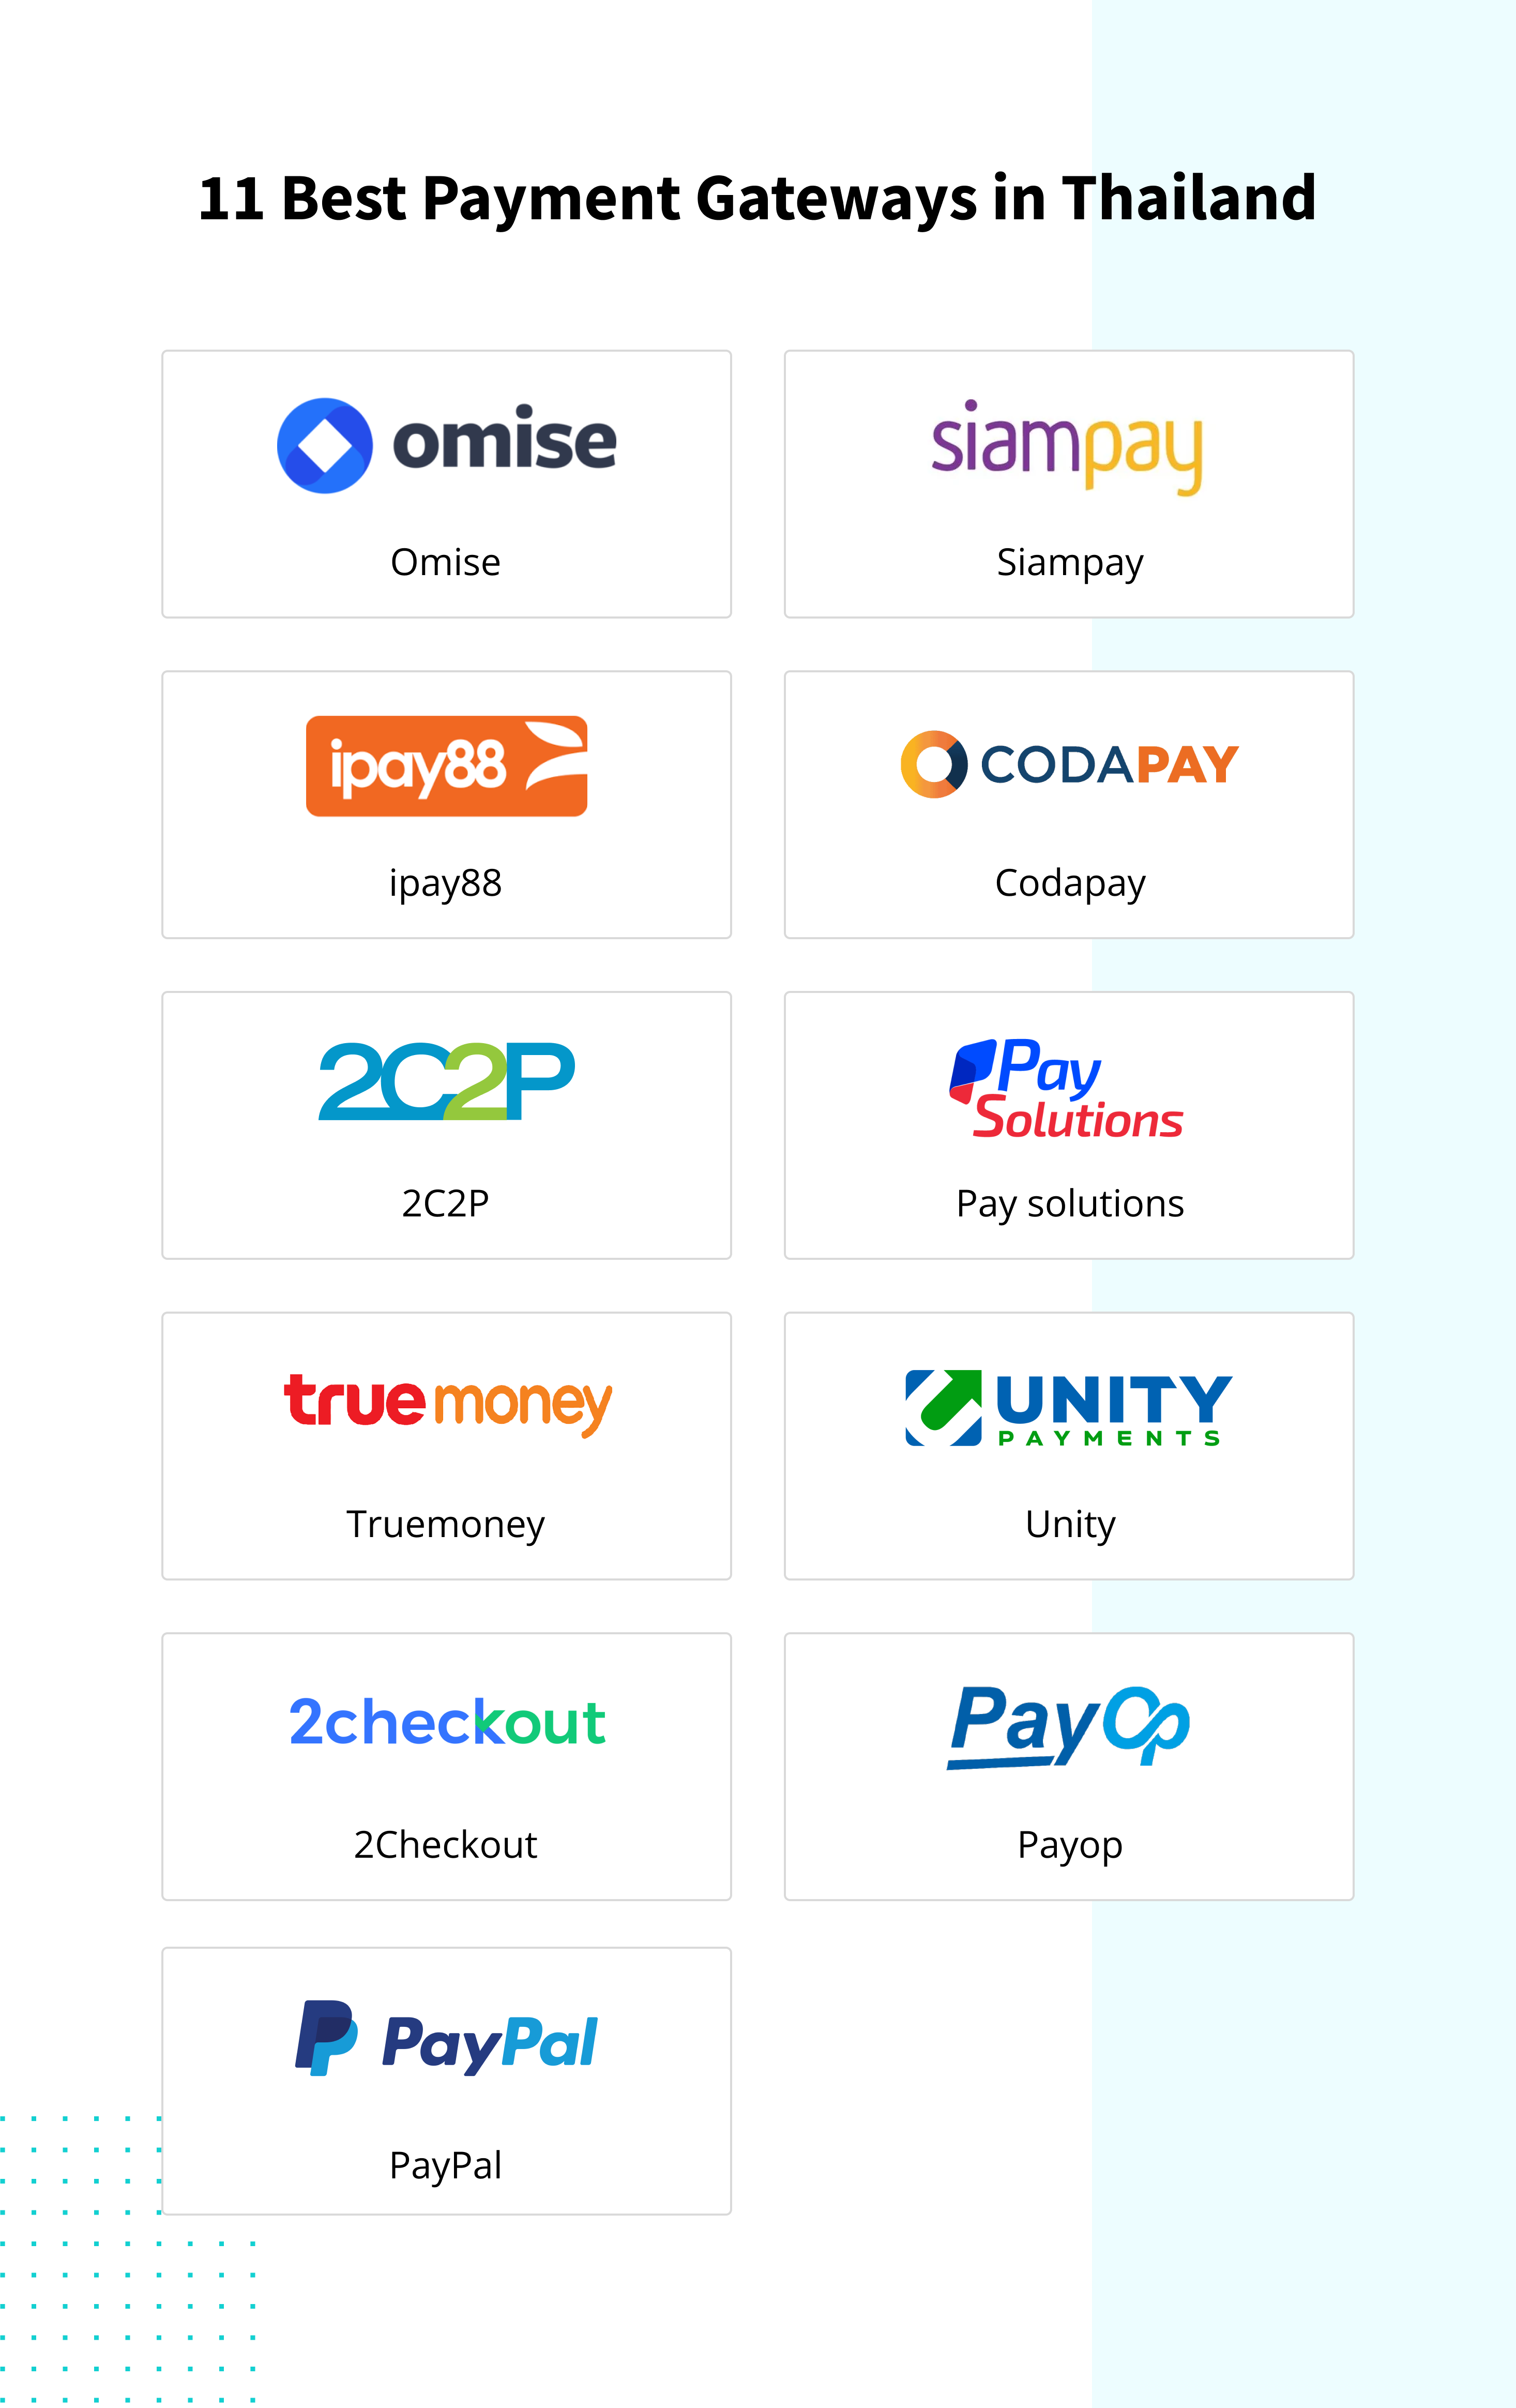 11 Best Payment Gateways in Thailand
omise
Omise
siampay
Siampay
ipay88
ipay88
CODAPAY
Codapay
2C2P
2C2P
Pay
Solutions
Pay solutions
truemoney
Truemoney
UNITY
PAYMENTS
Unity
2checkout
2Checkout
PayOp
Payop
PayPal
PayPal